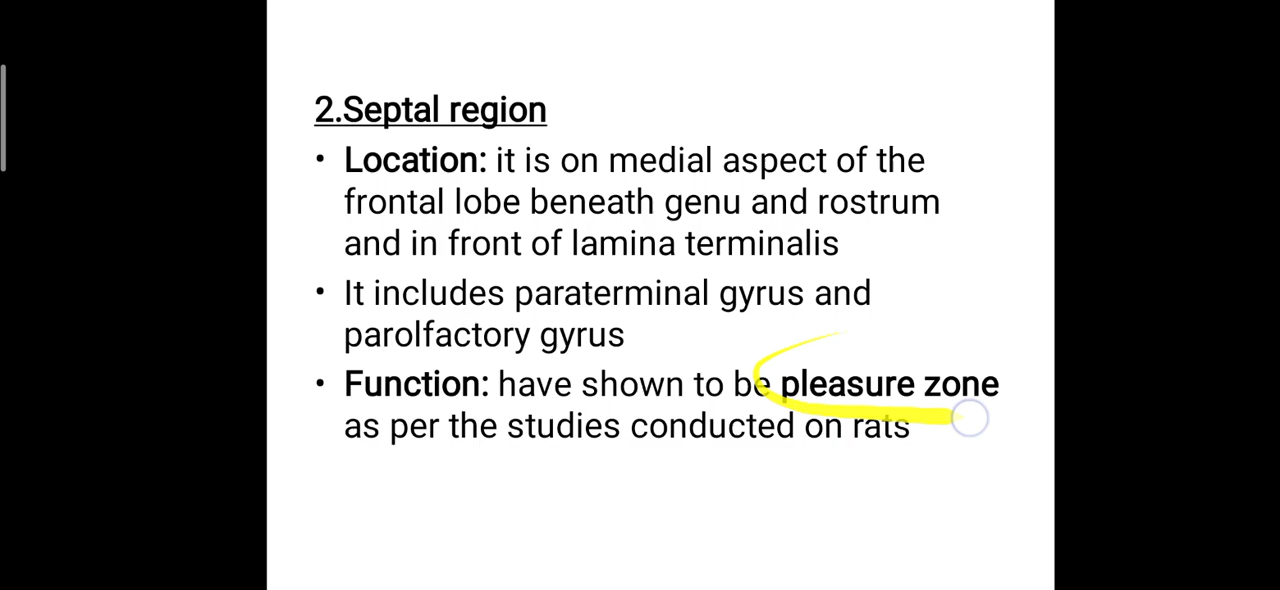 2.Septal region
• Location: it is on medial aspect of the
frontal lobe beneath genu and rostrum
and in front of lamina terminalis
• It includes paraterminal gyrus and
parolfactory gyrus
• Function: have shown to be pleasure zone
as per the studies conducted on rats